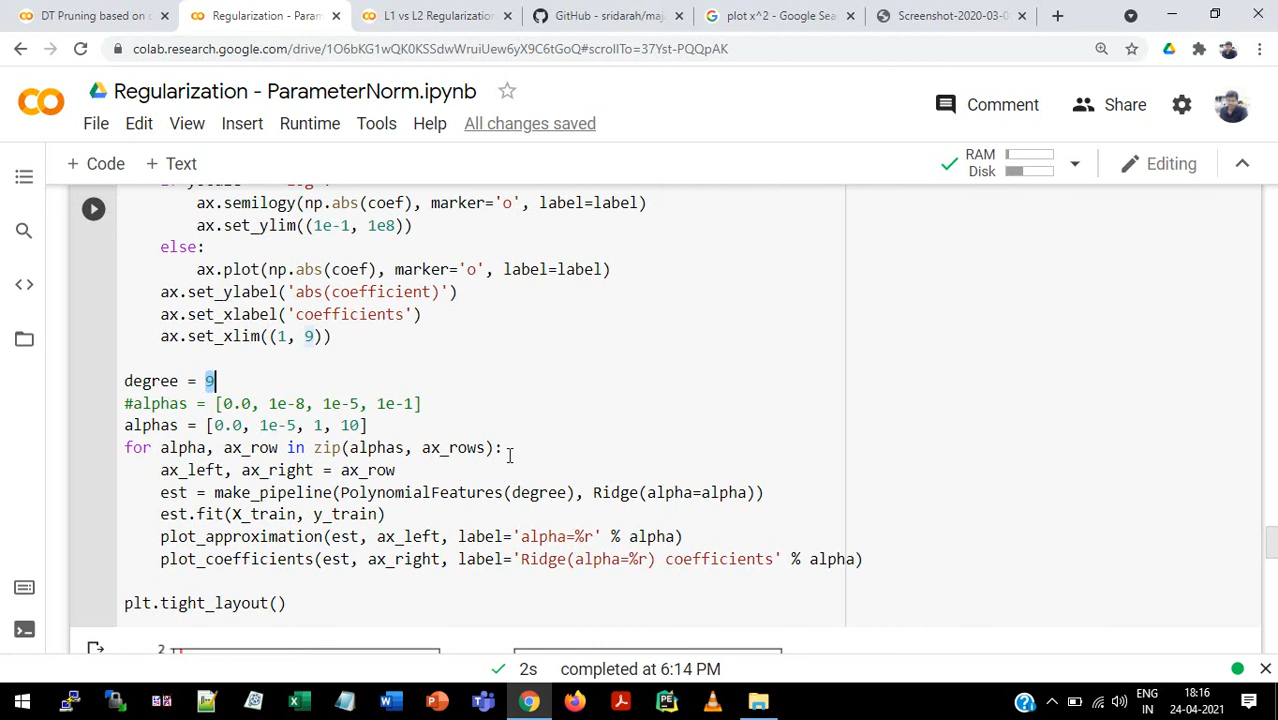 DT Pruning based on c
Regularization - Param
L1 vs L2 Regularization
GitHub - sridarah/maj
plot x^2 - Google Sea
Screenshot-2020-03-0
colab.research.google.com/drive/1O6bKG1wQK0KSSdwWruiUew6yX9C6tGoQ#scrollTo=37Yst-PQQpAK
Regularization - ParameterNorm.ipynb
Comment
Share
File Edit View Insert Runtime Tools Help All changes saved
+ Code + Text
RAM
Disk
Editing
ax.semilogy(np.abs(coef), marker='o', label=label)
ax.set_ylim((1e-1, 1e8))
else:
ax.plot(np.abs(coef), marker='o', label=label)
ax.set_ylabel('abs(coefficient)')
ax.set_xlabel('coefficients')
ax.set_xlim((1, 9))
degree = 9
#alphas = [0.0, 1e-8, 1e-5, 1e-1]
alphas = [0.0, 1e-5, 1, 10]
for alpha, ax_row in zip(alphas, ax_rows):
ax_left, ax_right = ax_row
est = make_pipeline(PolynomialFeatures(degree), Ridge(alpha=alpha))
est.fit(X_train, y_train)
plot_approximation(est, ax_left, label='alpha=%r' % alpha)
plot_coefficients(est, ax_right, label='Ridge(alpha=%r) coefficients' % alpha)
plt.tight_layout()
2
2s completed at 6:14 PM
ENG
IN
18:16
24-04-2021